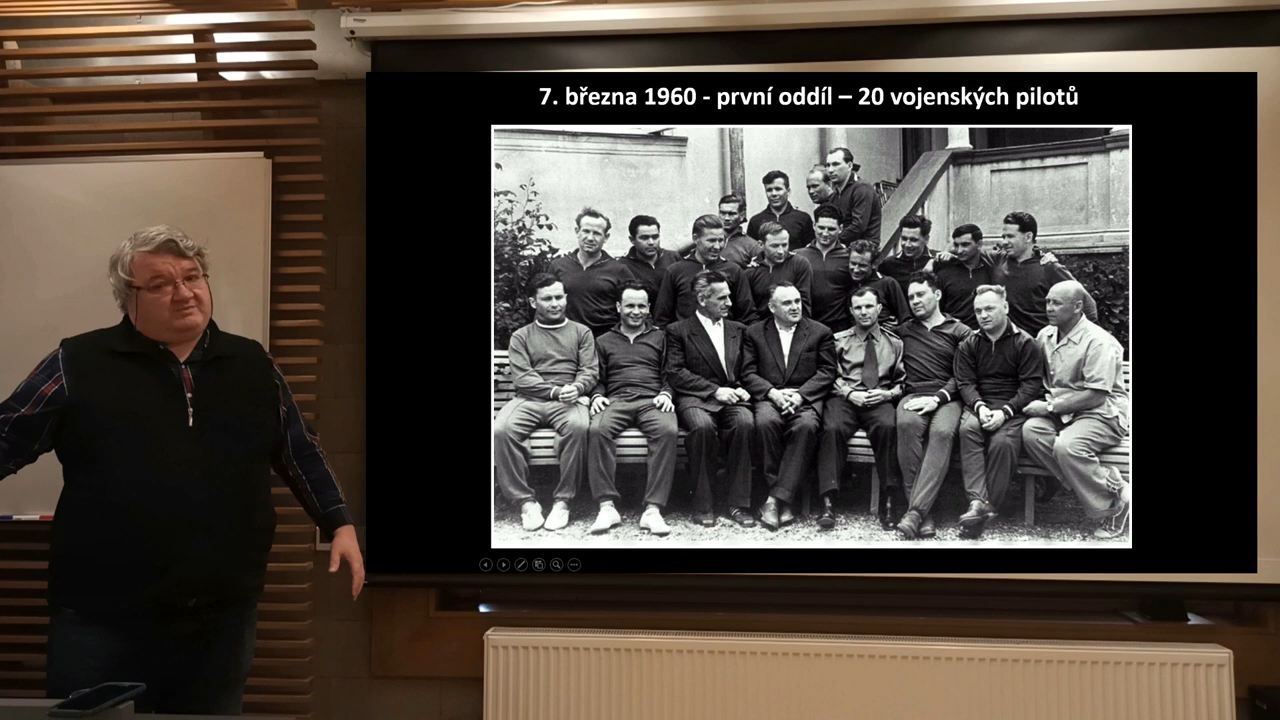 7. března 1960 - první oddíl – 20 vojenských pilotů